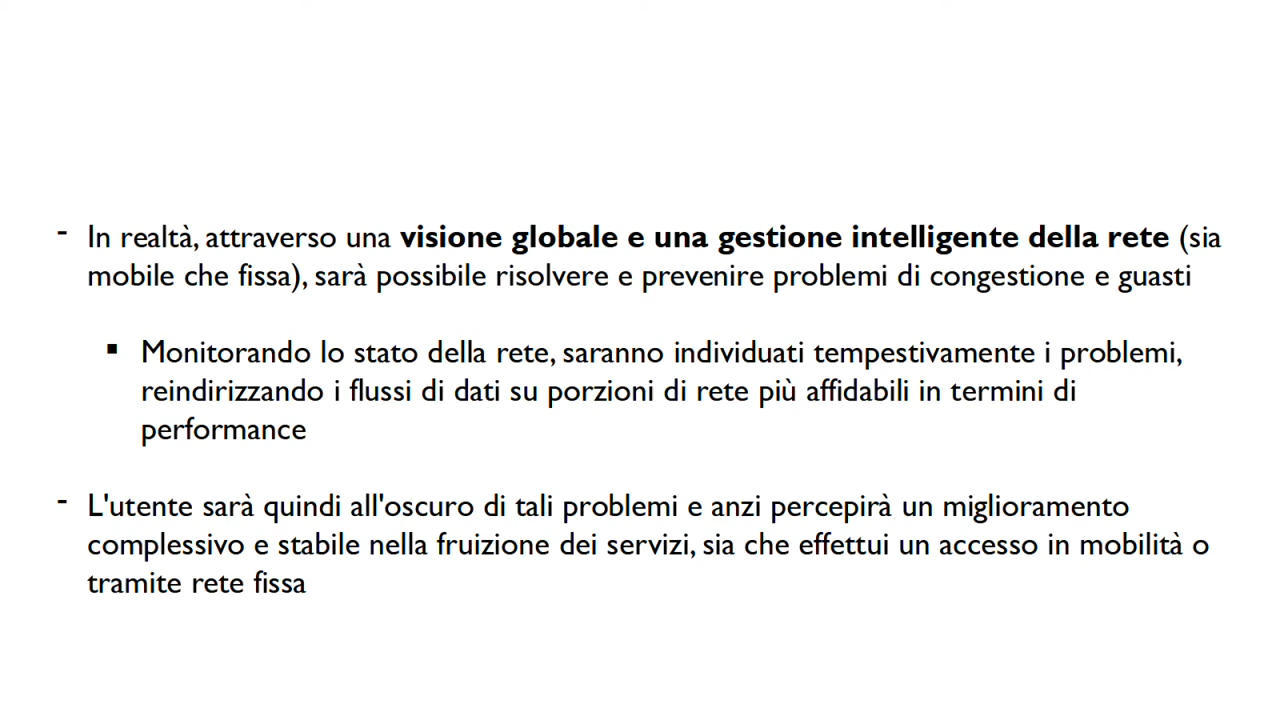 - In realtà, attraverso una visione globale e una gestione intelligente della rete (sia
mobile che fissa), sarà possibile risolvere e prevenire problemi di congestione e guasti
▪ Monitorando lo stato della rete, saranno individuati tempestivamente i problemi,
reindirizzando i flussi di dati su porzioni di rete più affidabili in termini di
performance
- L'utente sarà quindi all'oscuro di tali problemi e anzi percepirà un miglioramento
complessivo e stabile nella fruizione dei servizi, sia che effettui un accesso in mobilità o
tramite rete fissa